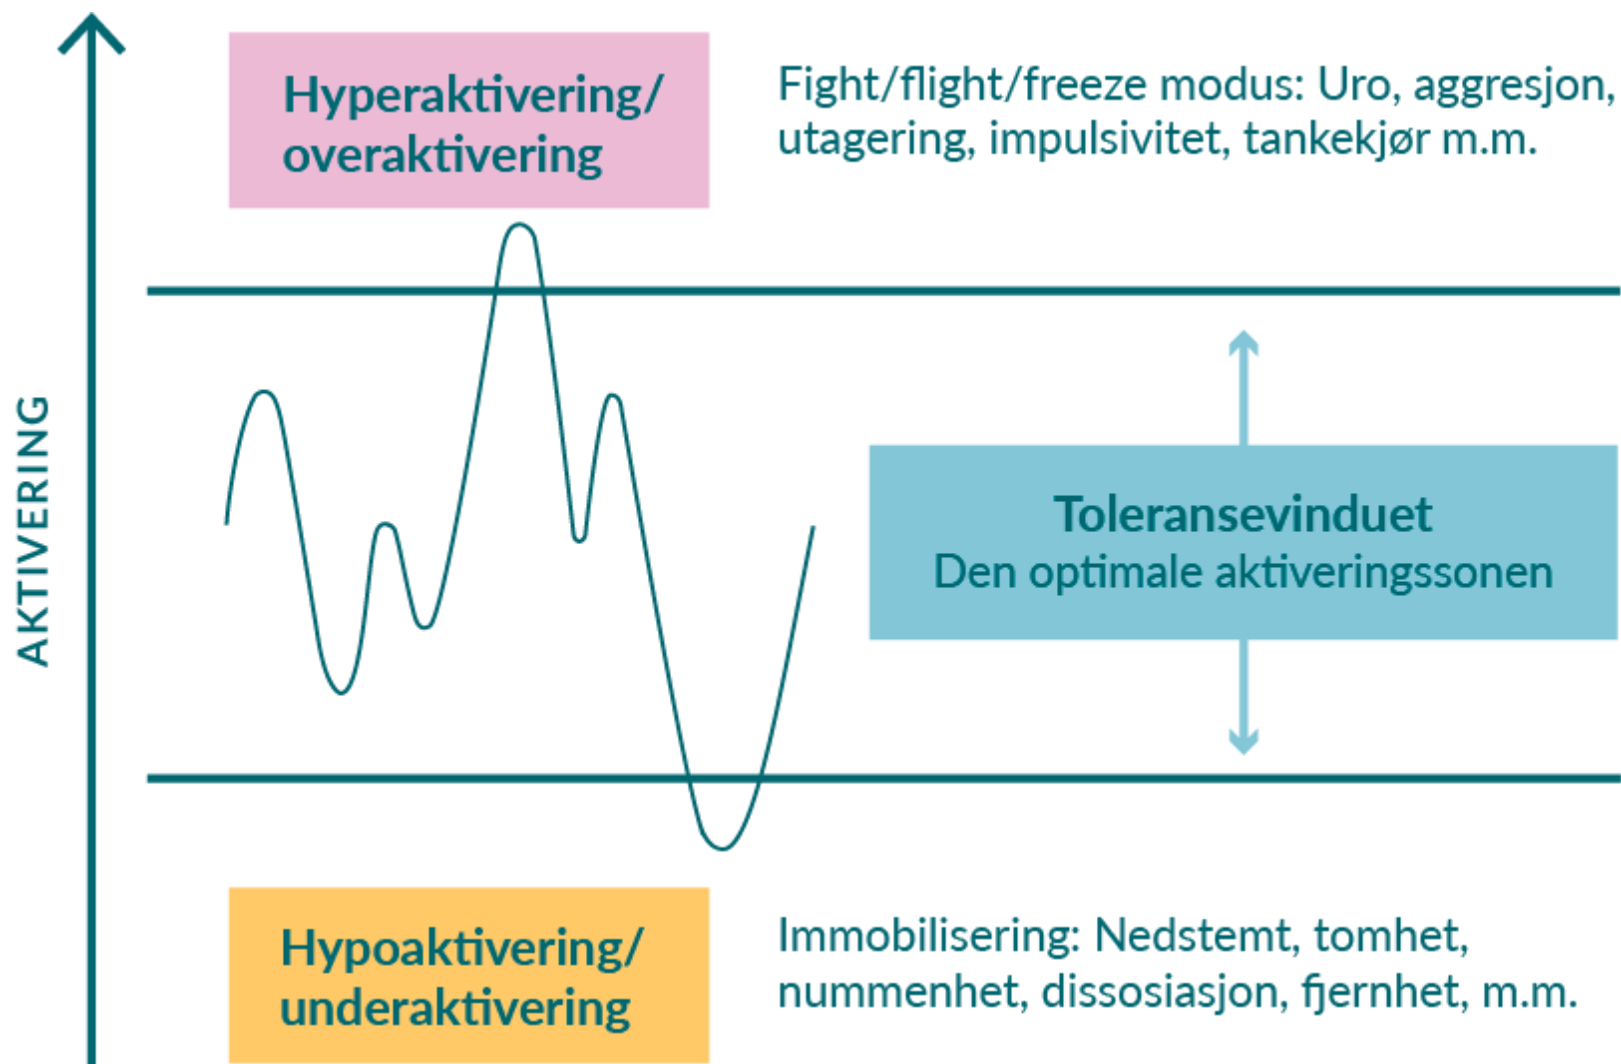 Hyperaktivering/
overaktivering
Fight/flight/freeze modus: Uro, aggresjon,
utagering, impulsivitet, tankekjør m.m.
AKTIVERING
Toleransevinduet
Den optimale aktiveringssonen
Hypoaktivering/
underaktivering
Immobilisering: Nedstemt, tomhet,
nummenhet, dissosiasjon, fjernhet, m.m.